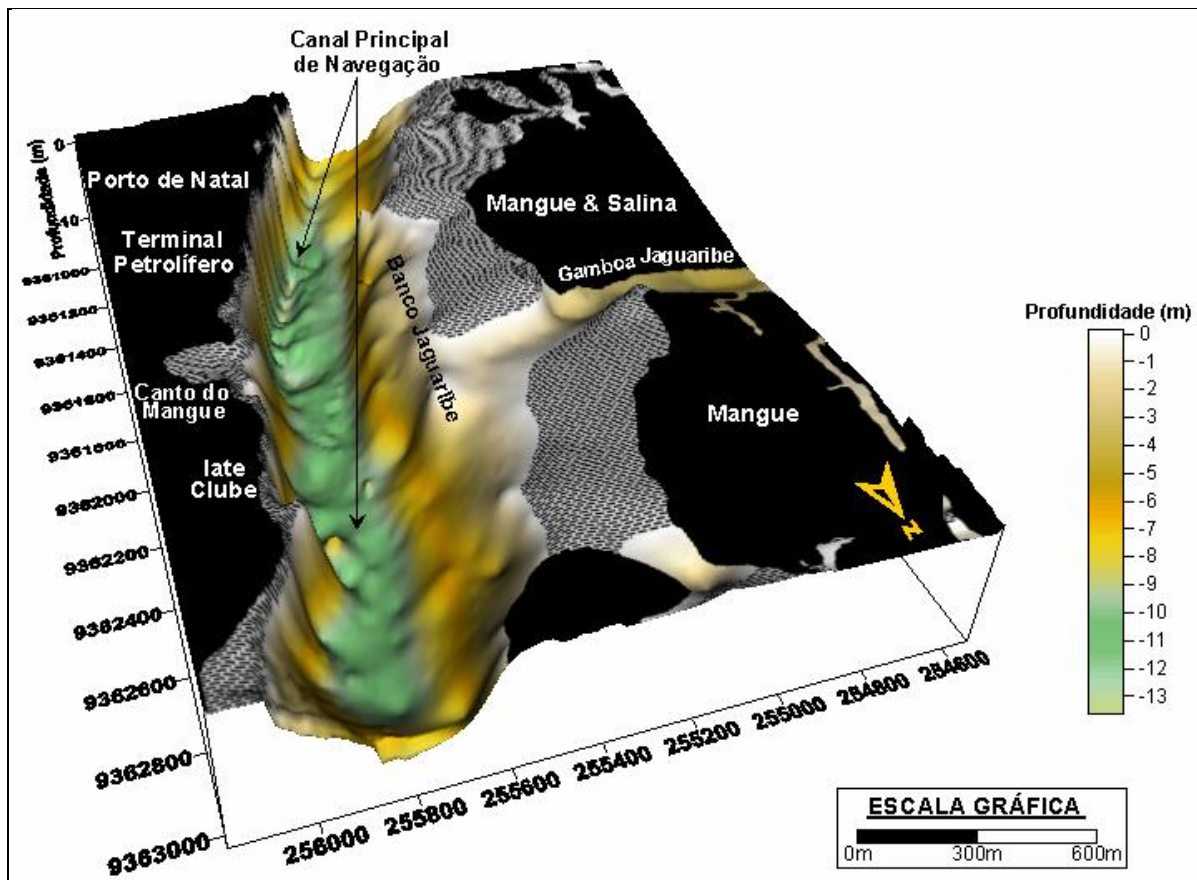 Canal Principal
de Navegação
Profundidade (m)
0
Porto de Natal
Terminal
Petrolífero
Canto do
Mangue
Iate
Clube
Mangue & Salina
Gamboa Jaguaribe
Banco Jaguaribe
Mangue
N
9361000
9361200
9361400
9361600
9361800
9362000
9362200
9362400
9362600
9362800
9363000
256000
255800
255600
255400
255200
255000
254800
254600
Profundidade (m)
0
-1
-2
-3
-4
-5
-6
-7
-8
-9
-10
-11
-12
-13
ESCALA GRÁFICA
0m 300m 600m